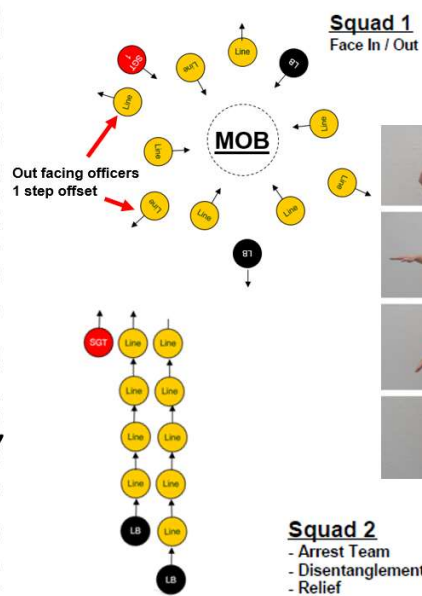 Squad 1
Face In / Out
Line
LB
SGT
1
Line
Line
Line
MOB
Line
Out facing officers
1 step offset
Line
Line
Line
Line
Line
LB
SGT
Line
Line
Line
Line
Line
Line
Line
Line
LB
Line
LB
Squad 2
- Arrest Team
- Disentanglement
- Relief